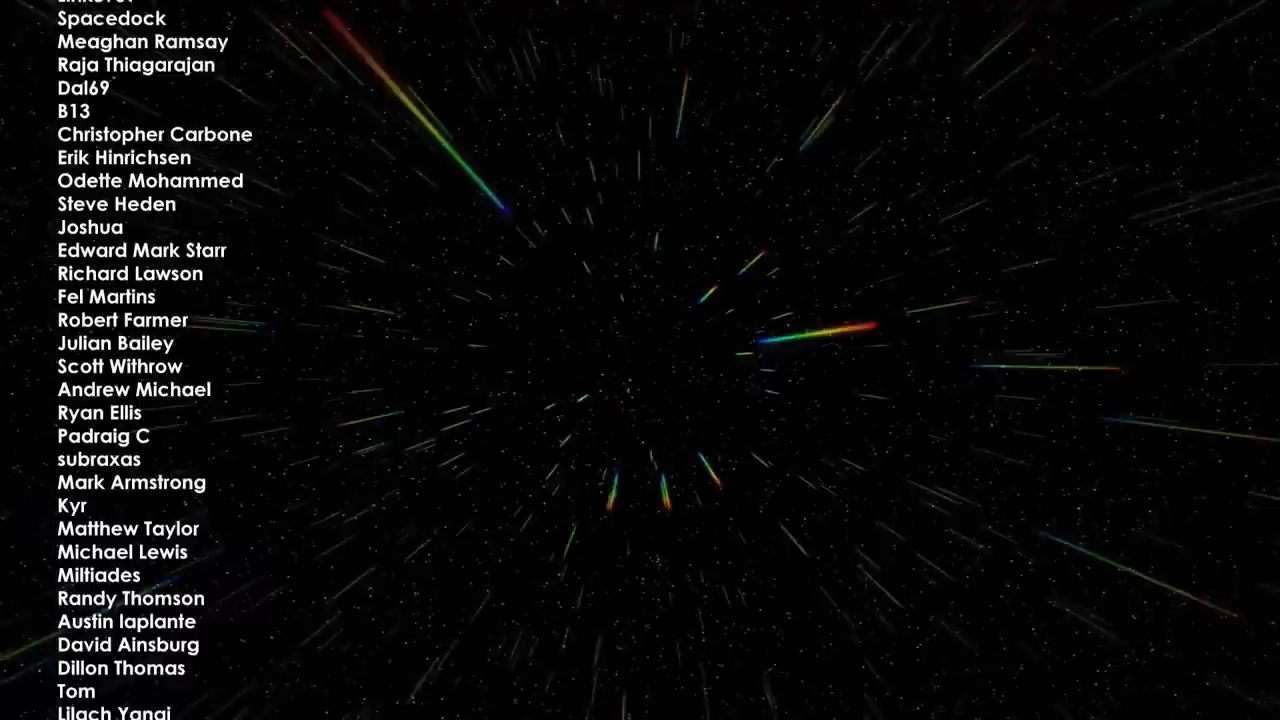 Spacedock
Meaghan Ramsay
Raja Thiagarajan
Dal69
B13
Christopher Carbone
Erik Hinrichsen
Odette Mohammed
Steve Heden
Joshua
Edward Mark Starr
Richard Lawson
Fel Martins
Robert Farmer
Julian Bailey
Scott Withrow
Andrew Michael
Ryan Ellis
Padraig C
subraxas
Mark Armstrong
Kyr
Matthew Taylor
Michael Lewis
Miltiades
Randy Thomson
Austin laplante
David Ainsburg
Dillon Thomas
Tom
Lilach